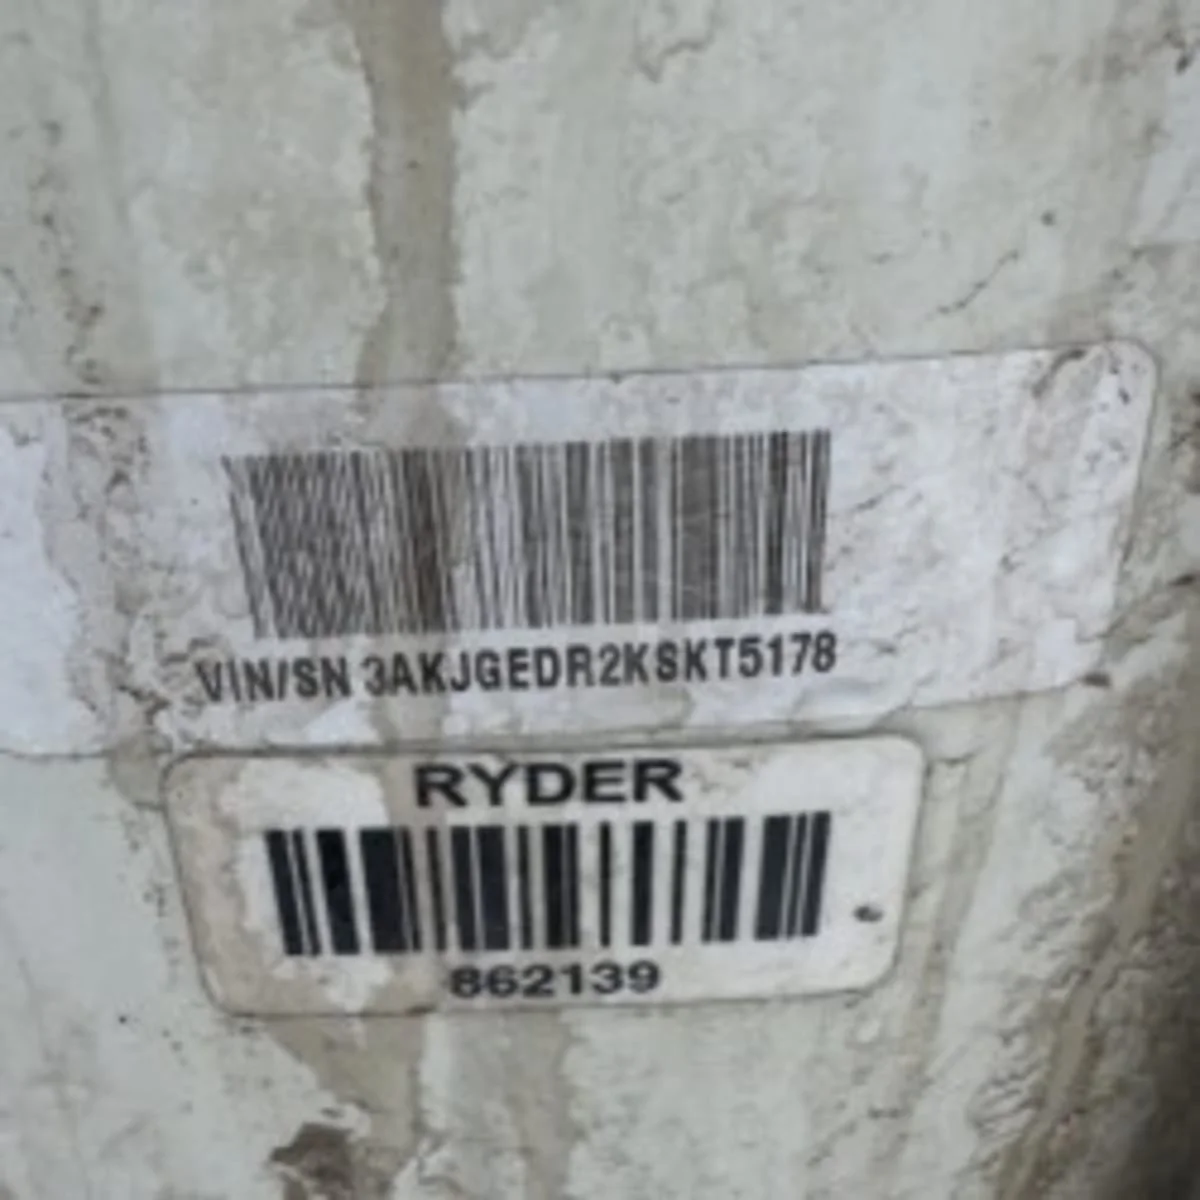 VIN/SN 3AKJGEDR2KSKT5178
RYDER
862139